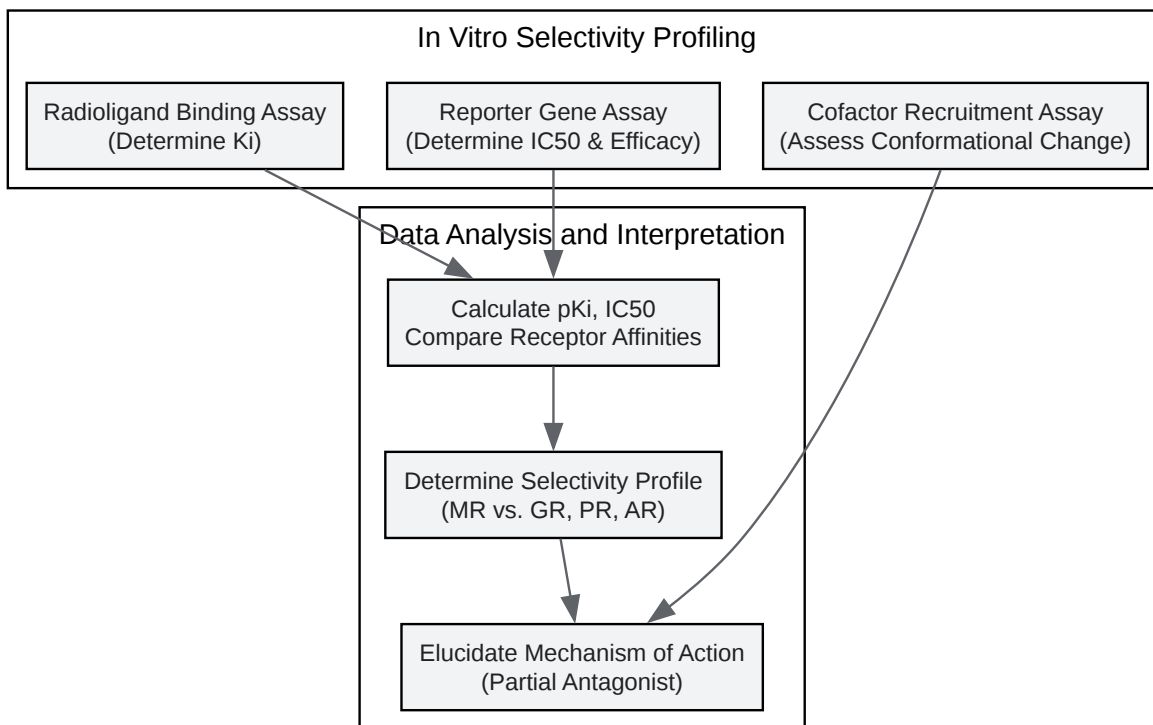 In Vitro Selectivity Profiling
Radioligand Binding Assay
(Determine Ki)
Reporter Gene Assay
(Determine IC50 & Efficacy)
Cofactor Recruitment Assay
(Assess Conformational Change)
Data Analysis and Interpretation
Calculate pKi, IC50
Compare Receptor Affinities
Determine Selectivity Profile
(MR vs. GR, PR, AR)
Elucidate Mechanism of Action
(Partial Antagonist)